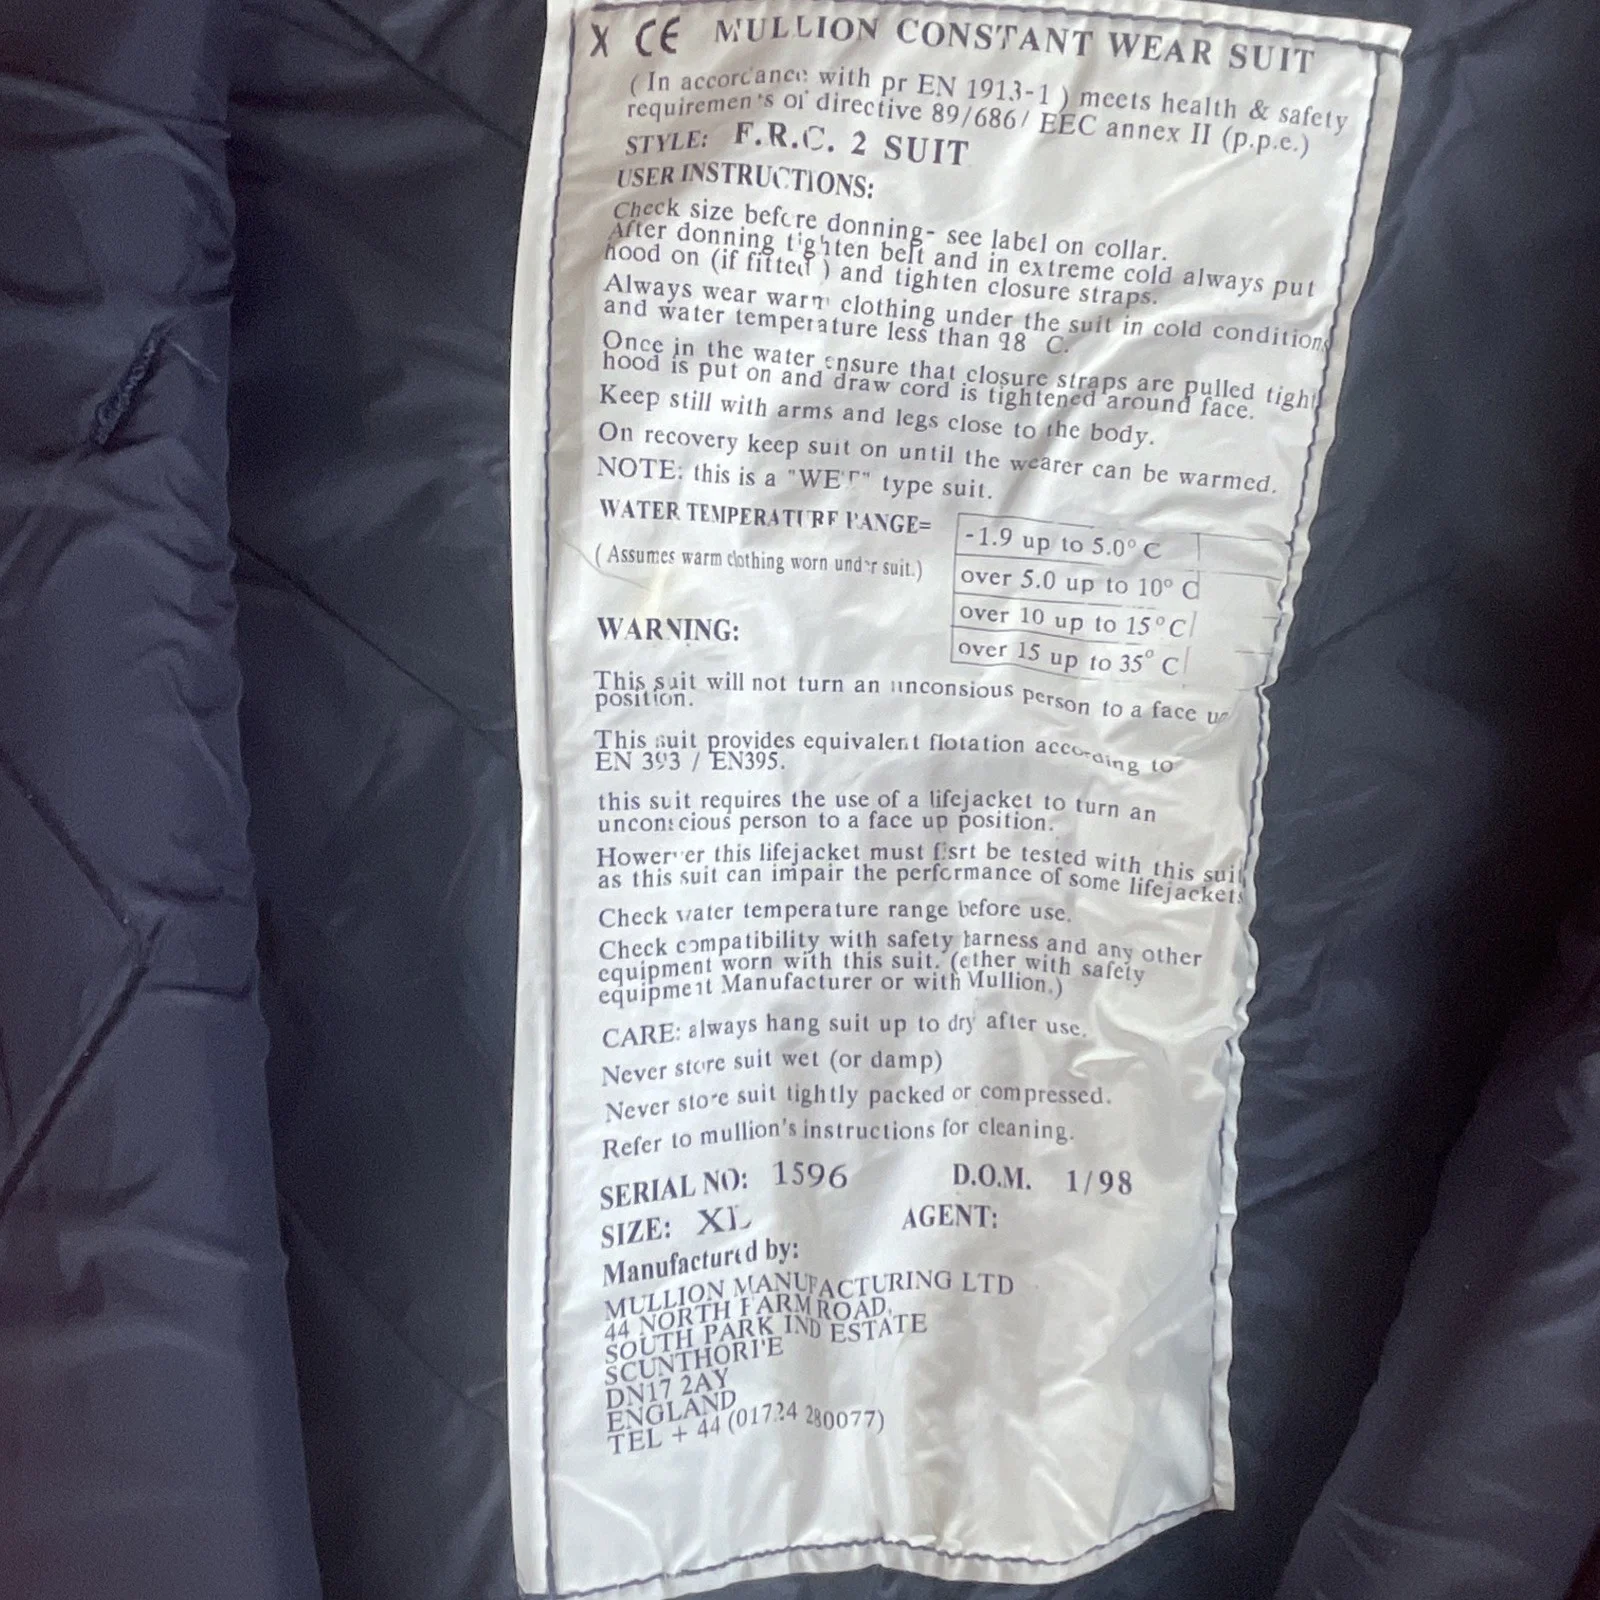 X CE MULLION CONSTANT WEAR SUIT
( In accordance with pr EN 1913-1 ) meets health & safety
requirements of directive 89/686/ EEC annex II (p.p.e.)
STYLE: F.R.C. 2 SUIT
USER INSTRUCTIONS:
Check size before donning- see label on collar.
After donning tighten belt and in extreme cold always put
hood on (if fitted ) and tighten closure straps.
Always wear warm clothing under the suit in cold conditions
and water temperature less than 18 C.
Once in the water ensure that closure straps are pulled tight
hood is put on and draw cord is tightened around face.
Keep still with arms and legs close to the body.
On recovery keep suit on until the wearer can be warmed.
NOTE: this is a "WET" type suit.
WATER TEMPERATURE RANGE=
(Assumes warm clothing worn under suit.)
-1.9 up to 5.0° C
over 5.0 up to 10° C
over 10 up to 15° C
over 15 up to 35° C
WARNING:
This suit will not turn an unconsious person to a face up
position.
This suit provides equivalent flotation according to
EN 393 / EN395.
this suit requires the use of a lifejacket to turn an
unconscious person to a face up position.
Howerver this lifejacket must fisrt be tested with this suit
as this suit can impair the performance of some lifejackets
Check water temperature range before use.
Check compatibility with safety harness and any other
equipment worn with this suit. (ether with safety
equipment Manufacturer or with Mullion.)
CARE: always hang suit up to dry after use.
Never store suit wet (or damp)
Never store suit tightly packed or compressed.
Refer to mullion's instructions for cleaning.
SERIAL NO: 1596 D.O.M. 1/98
SIZE: XL AGENT:
Manufactured by:
MULLION MANUFACTURING LTD
44 NORTH FARM ROAD,
SOUTH PARK IND ESTATE
SCUNTHORPE
DN17 2AY
ENGLAND
TEL + 44 (01724 280077)